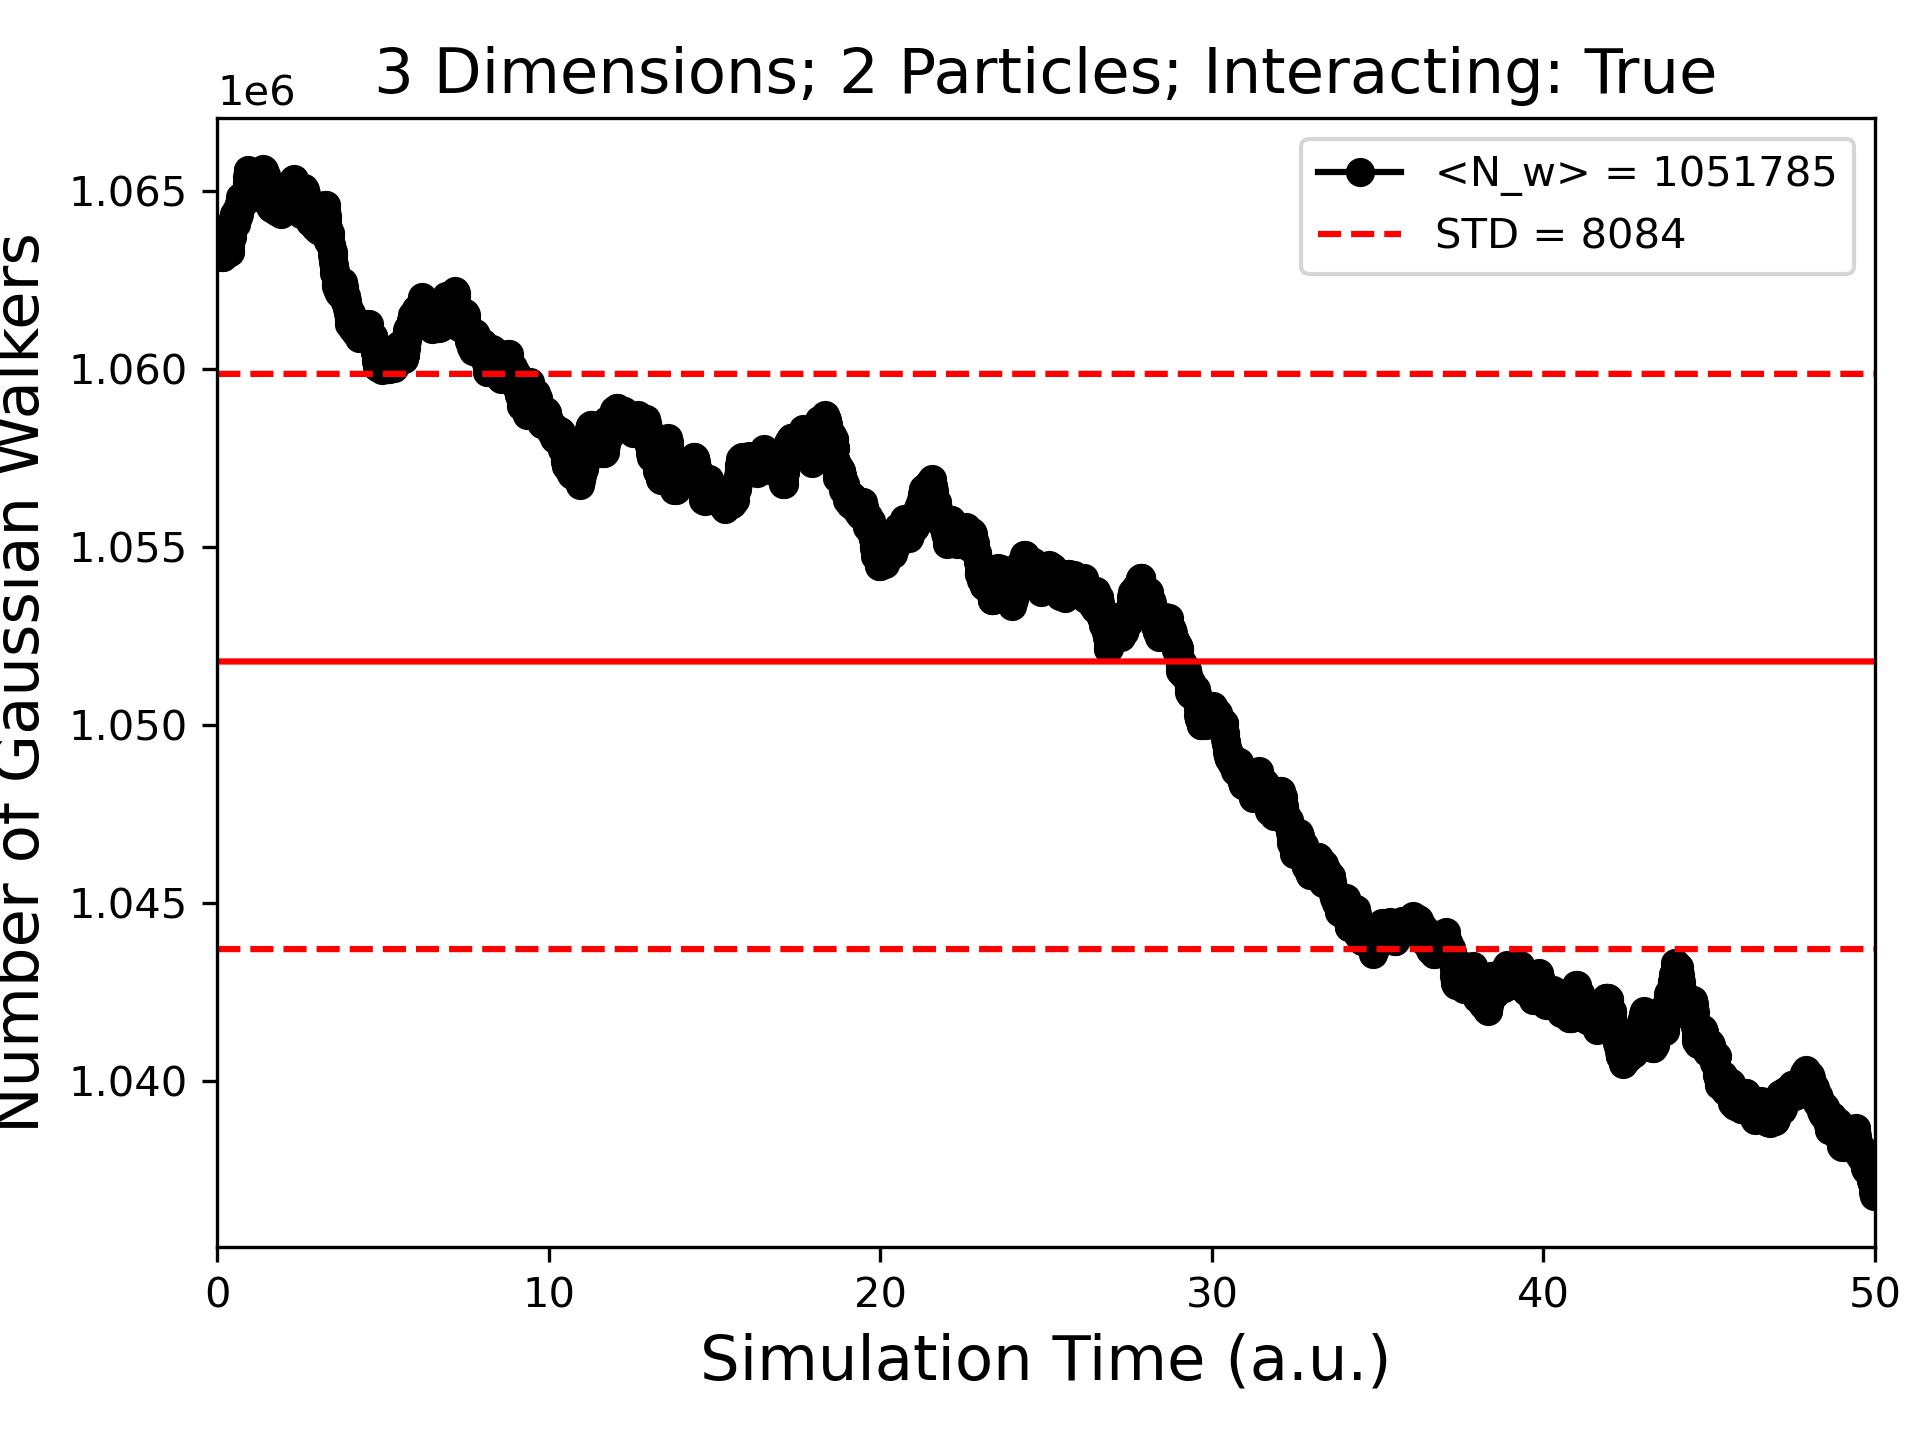 3 Dimensions; 2 Particles; Interacting: True
1e6
<N_w> = 1051785
STD = 8084
1.065
1.060
1.055
1.050
1.045
1.040
Number of Gaussian Walkers
0 10 20 30 40 50
Simulation Time (a.u.)